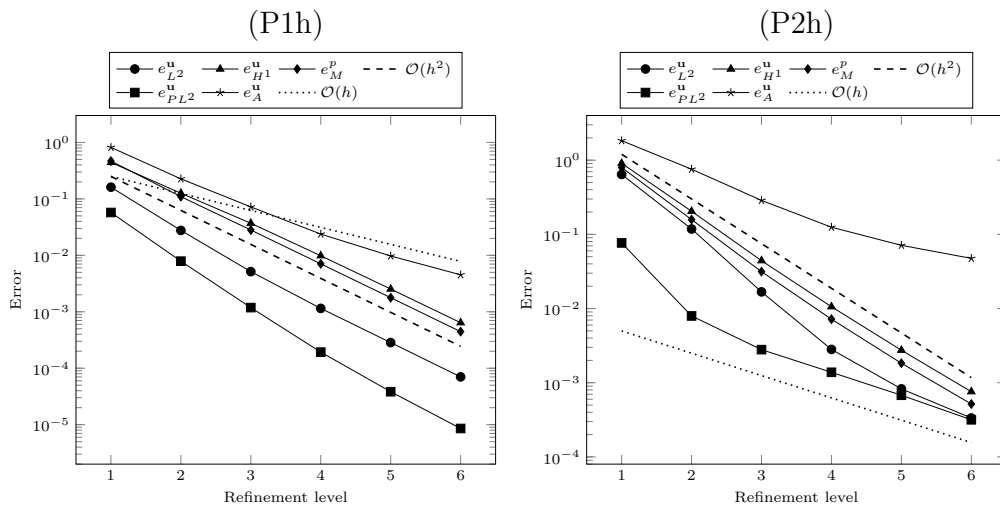 (P1h)
e^u_{L^2} e^u_{H^1} e^p_M O(h^2)
e^u_{PL^2} e^u_A O(h)
10^0
10^{-1}
10^{-2}
10^{-3}
10^{-4}
10^{-5}
Error
1 2 3 4 5 6
Refinement level
(P2h)
e^u_{L^2} e^u_{H^1} e^p_M O(h^2)
e^u_{PL^2} e^u_A O(h)
10^0
10^{-1}
10^{-2}
10^{-3}
10^{-4}
Error
1 2 3 4 5 6
Refinement level